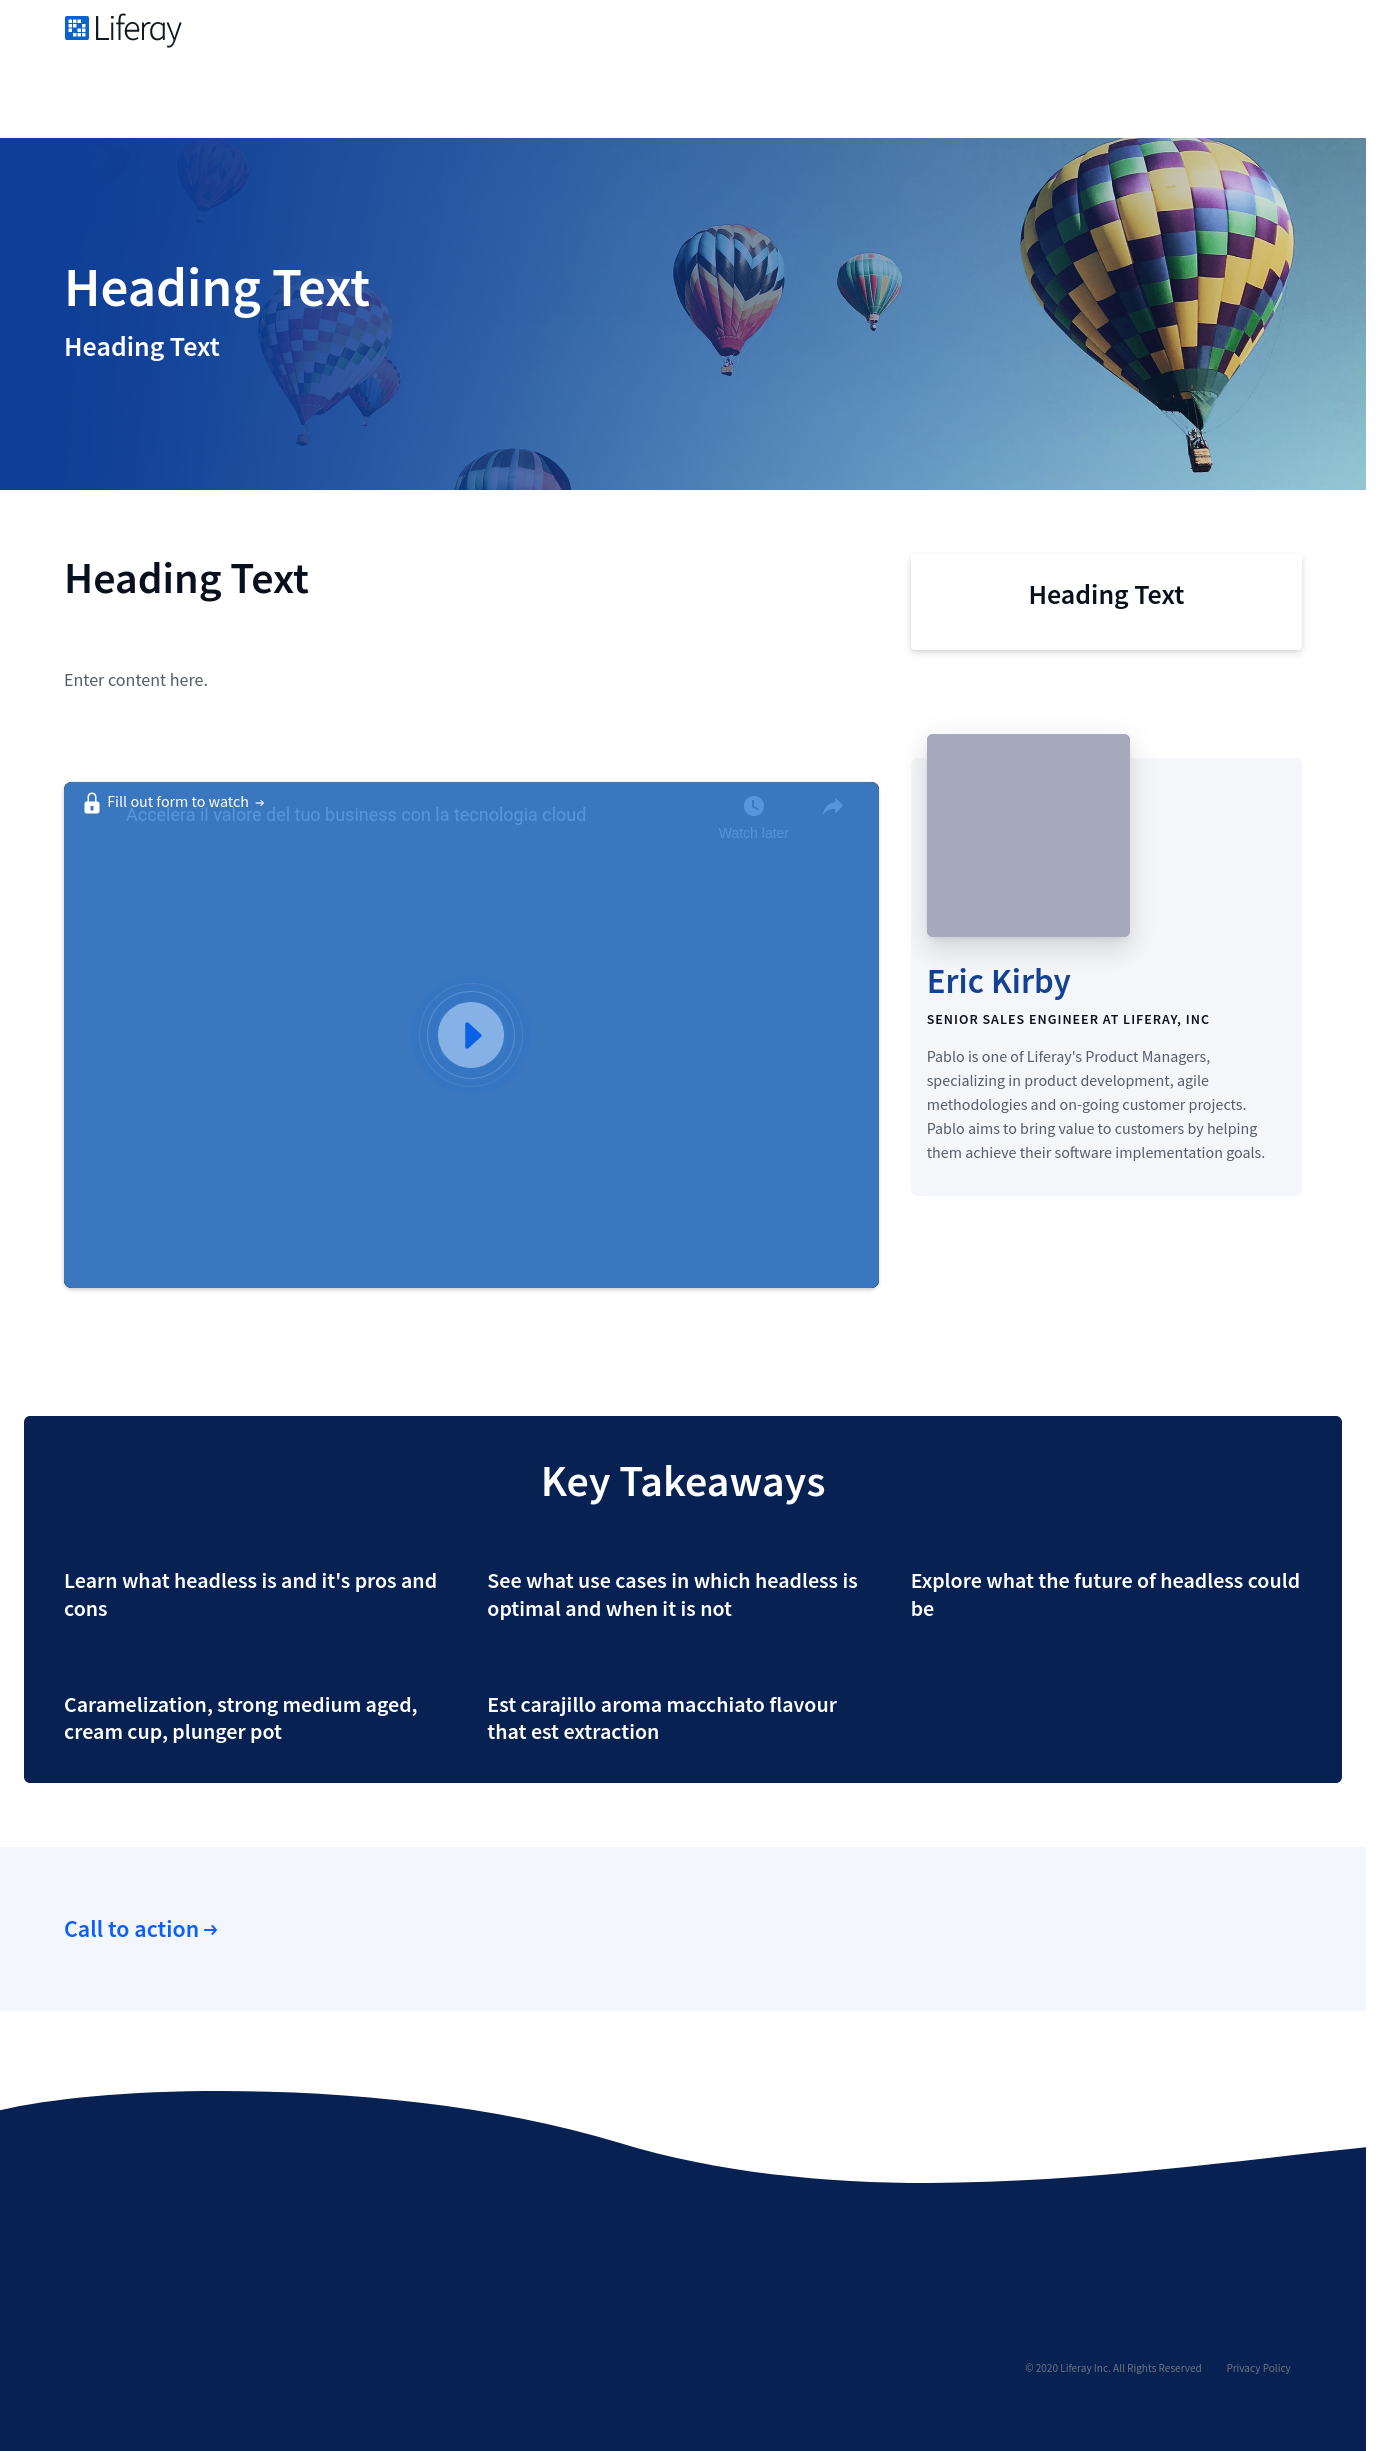 Liferay
Heading Text
Heading Text
Heading Text
Enter content here.
Heading Text
Fill out form to watch →
Accelera il valore del tuo business con la tecnologia cloud
Watch later
Eric Kirby
SENIOR SALES ENGINEER AT LIFERAY, INC
Pablo is one of Liferay's Product Managers,
specializing in product development, agile
methodologies and on-going customer projects.
Pablo aims to bring value to customers by helping
them achieve their software implementation goals.
Key Takeaways
Learn what headless is and it's pros and
cons
See what use cases in which headless is
optimal and when it is not
Explore what the future of headless could
be
Caramelization, strong medium aged,
cream cup, plunger pot
Est carajillo aroma macchiato flavour
that est extraction
Call to action →
© 2020 Liferay Inc. All Rights Reserved
Privacy Policy